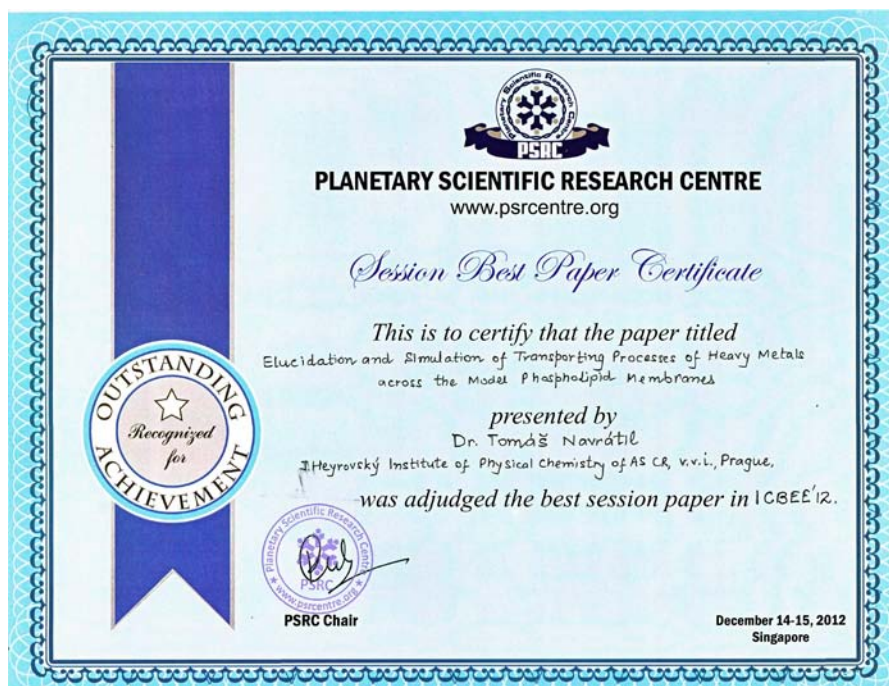 Planetary Scientific Research Centre
PSRC
PLANETARY SCIENTIFIC RESEARCH CENTRE
www.psrcentre.org
Session Best Paper Certificate
This is to certify that the paper titled
Elucidation and Simulation of Transporting Processes of Heavy Metals
across the Model Phospholipid Membranes
presented by
Dr. Tomáš Navrátil
J.Heyrovský Institute of Physical Chemistry of AS CR, v.v.i., Prague,
was adjudged the best session paper in ICBEE'12.
OUTSTANDING
Recognized
for
ACHIEVEMENT
Planetary Scientific Research Centre
PSRC
www.psrcentre.org
PSRC Chair
December 14-15, 2012
Singapore